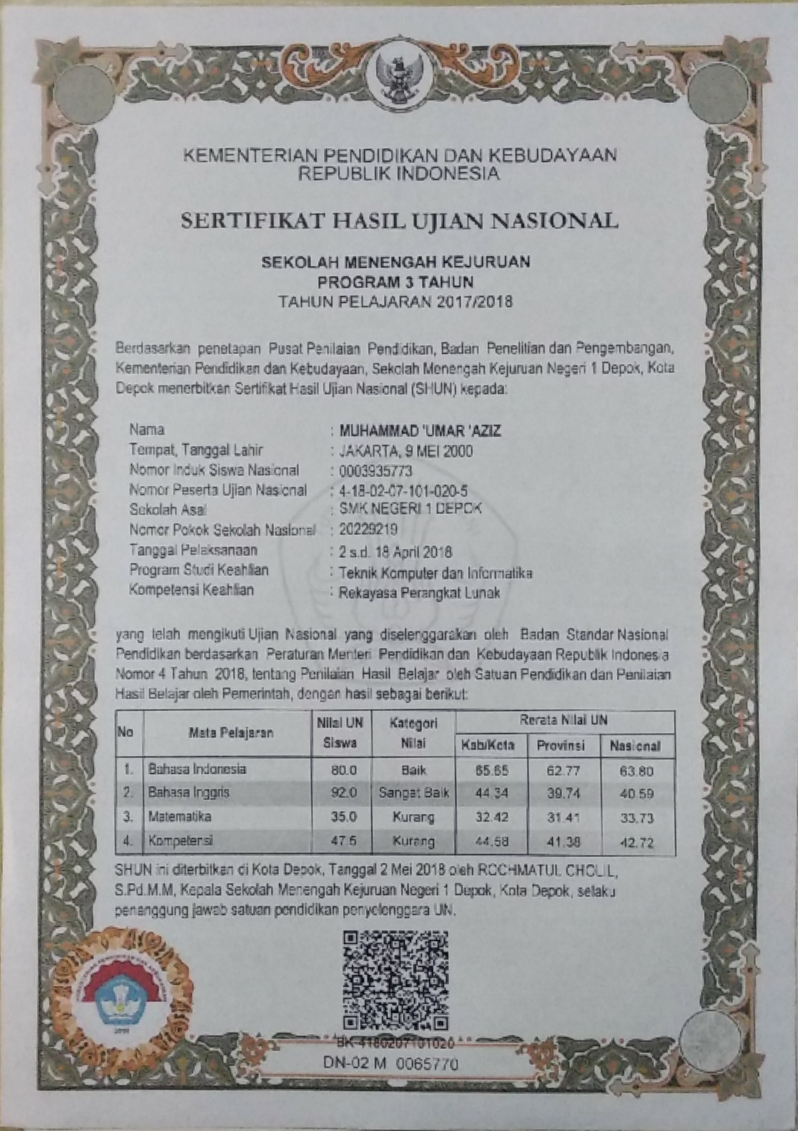 KEMENTERIAN PENDIDIKAN DAN KEBUDAYAAN
REPUBLIK INDONESIA
SERTIFIKAT HASIL UJIAN NASIONAL
SEKOLAH MENENGAH KEJURUAN
PROGRAM 3 TAHUN
TAHUN PELAJARAN 2017/2018
Berdasarkan penetapan Pusat Penilaian Pendidikan, Badan Penelitian dan Pengembangan,
Kementerian Pendidikan dan Kebudayaan, Sekolah Menengah Kejuruan Negeri 1 Depok, Kota
Depok menerbitkan Sertifikat Hasil Ujian Nasional (SHUN) kepada:
Nama : MUHAMMAD 'UMAR 'AZIZ
Tempat, Tanggal Lahir : JAKARTA, 9 MEI 2000
Nomor Induk Siswa Nasional : 0003935773
Nomor Peserta Ujian Nasional : 4-18-02-07-101-020-5
Sekolah Asal : SMK NEGERI 1 DEPOK
Nomor Pokok Sekolah Nasional : 20229219
Tanggal Pelaksanaan : 2 s.d. 18 April 2018
Program Studi Keahlian : Teknik Komputer dan Informatika
Kompetensi Keahlian : Rekayasa Perangkat Lunak
yang telah mengikuti Ujian Nasional yang diselenggarakan oleh Badan Standar Nasional
Pendidikan berdasarkan Peraturan Menteri Pendidikan dan Kebudayaan Republik Indonesia
Nomor 4 Tahun 2018, tentang Penilaian Hasil Belajar oleh Satuan Pendidikan dan Penilaian
Hasil Belajar oleh Pemerintah, dengan hasil sebagai berikut:
No Mata Pelajaran Nilai UN Siswa Kategori Nilai Rerata Nilai UN
Kab/Kota Provinsi Nasional
1. Bahasa Indonesia 80.0 Baik 65.65 62.77 63.80
2. Bahasa Inggris 92.0 Sangat Baik 44.34 39.74 40.59
3. Matematika 35.0 Kurang 32.42 31.41 33.73
4. Kompetensi 47.5 Kurang 44.58 41.38 42.72
SHUN ini diterbitkan di Kota Depok, Tanggal 2 Mei 2018 oleh ROCHMATUL CHOLIL,
S.Pd.M.M, Kepala Sekolah Menengah Kejuruan Negeri 1 Depok, Kota Depok, selaku
penanggung jawab satuan pendidikan penyelenggara UN.
BK-4180207101020
DN-02 M 0065770